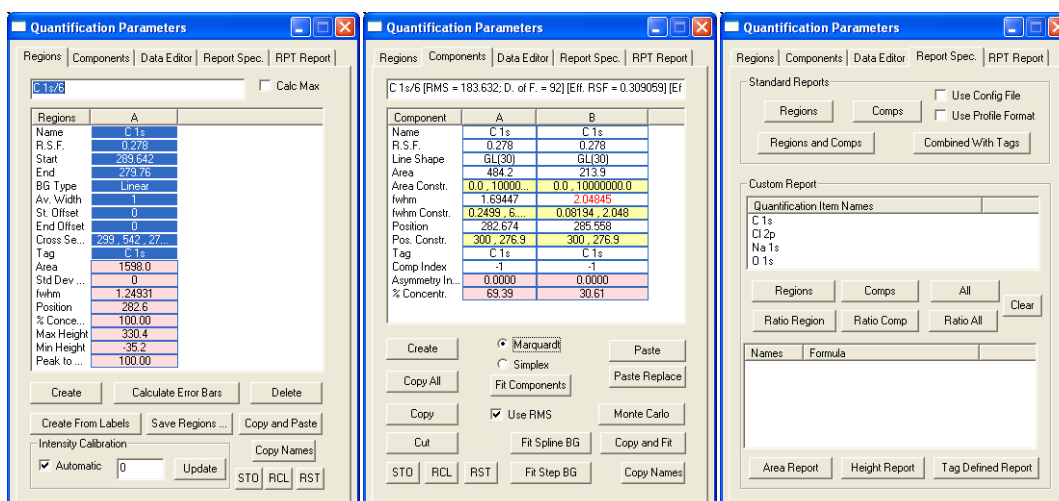 Quantification Parameters
Regions Components Data Editor Report Spec. RPT Report
C 1s/6 Calc Max
Regions A
Name C 1s
R.S.F. 0.278
Start 289.642
End 279.76
BG Type Linear
Av. Width 1
St. Offset 0
End Offset 0
Cross Se... 299 , 542 , 27...
Tag C 1s
Area 1598.0
Std Dev ... 0
fwhm 1.24931
Position 282.6
% Conce... 100.00
Max Height 330.4
Min Height -35.2
Peak to ... 100.00
Create Calculate Error Bars Delete
Create From Labels Save Regions ... Copy and Paste
Intensity Calibration
Copy Names
Automatic 0 Update
STO RCL RST
Quantification Parameters
Regions Components Data Editor Report Spec. RPT Report
C 1s/6 [RMS = 183.632; D. of F. = 92] [Eff. RSF = 0.309059] [Ef
Component A B
Name C 1s C 1s
R.S.F. 0.278 0.278
Line Shape GL(30) GL(30)
Area 484.2 213.9
Area Constr. 0.0 , 10000... 0.0 , 10000000.0
fwhm 1.69447 2.04845
fwhm Constr. 0.2499 , 6.... 0.08194 , 2.048
Position 282.674 285.558
Pos. Constr. 300 , 276.9 300 , 276.9
Tag C 1s C 1s
Comp Index -1 -1
Asymmetry In... 0.0000 0.0000
% Concentr. 69.39 30.61
Create Marquardt Paste
Simplex
Copy All Fit Components Paste Replace
Copy Use RMS Monte Carlo
Cut Fit Spline BG Copy and Fit
STO RCL RST Fit Step BG Copy Names
Quantification Parameters
Regions Components Data Editor Report Spec. RPT Report
Standard Reports
Regions Comps Use Config File
Use Profile Format
Regions and Comps Combined With Tags
Custom Report
Quantification Item Names
C 1s
Cl 2p
Na 1s
O 1s
Regions Comps All
Clear
Ratio Region Ratio Comp Ratio All
Names Formula
Area Report Height Report Tag Defined Report